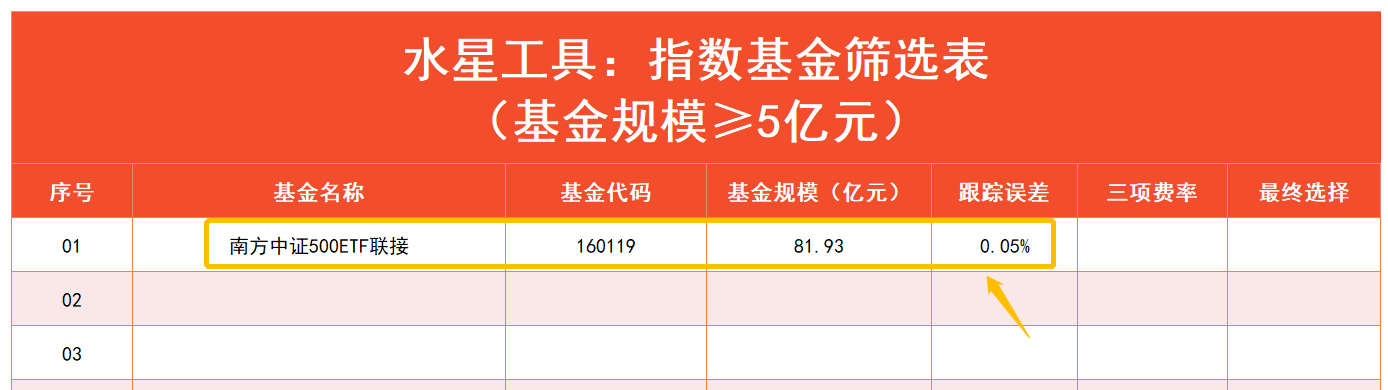 水星工具：指数基金筛选表
（基金规模≥5亿元）
序号 基金名称 基金代码 基金规模（亿元） 跟踪误差 三项费率 最终选择
01 南方中证500ETF联接 160119 81.93 0.05%
02
03